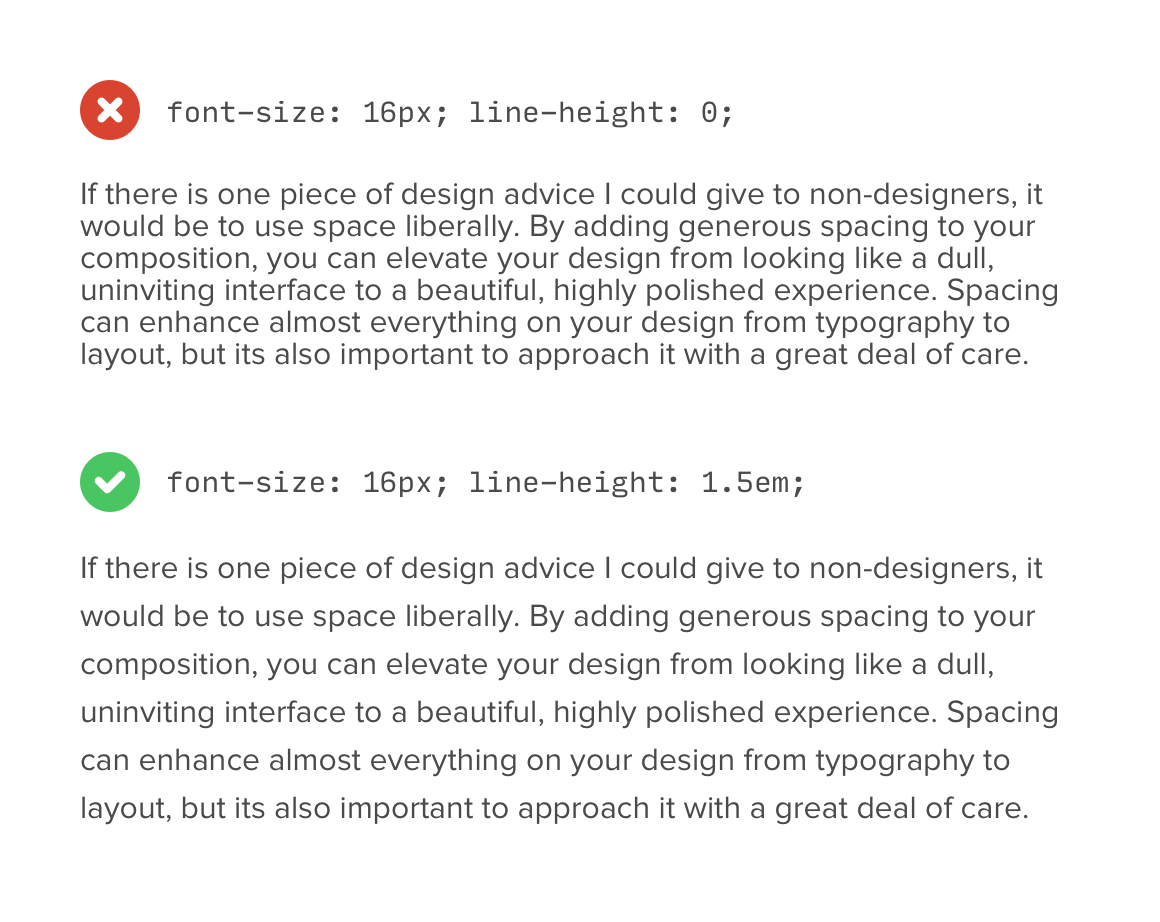 font-size: 16px; line-height: 0;
If there is one piece of design advice I could give to non-designers, it
would be to use space liberally. By adding generous spacing to your
composition, you can elevate your design from looking like a dull,
uninviting interface to a beautiful, highly polished experience. Spacing
can enhance almost everything on your design from typography to
layout, but its also important to approach it with a great deal of care.
font-size: 16px; line-height: 1.5em;
If there is one piece of design advice I could give to non-designers, it
would be to use space liberally. By adding generous spacing to your
composition, you can elevate your design from looking like a dull,
uninviting interface to a beautiful, highly polished experience. Spacing
can enhance almost everything on your design from typography to
layout, but its also important to approach it with a great deal of care.